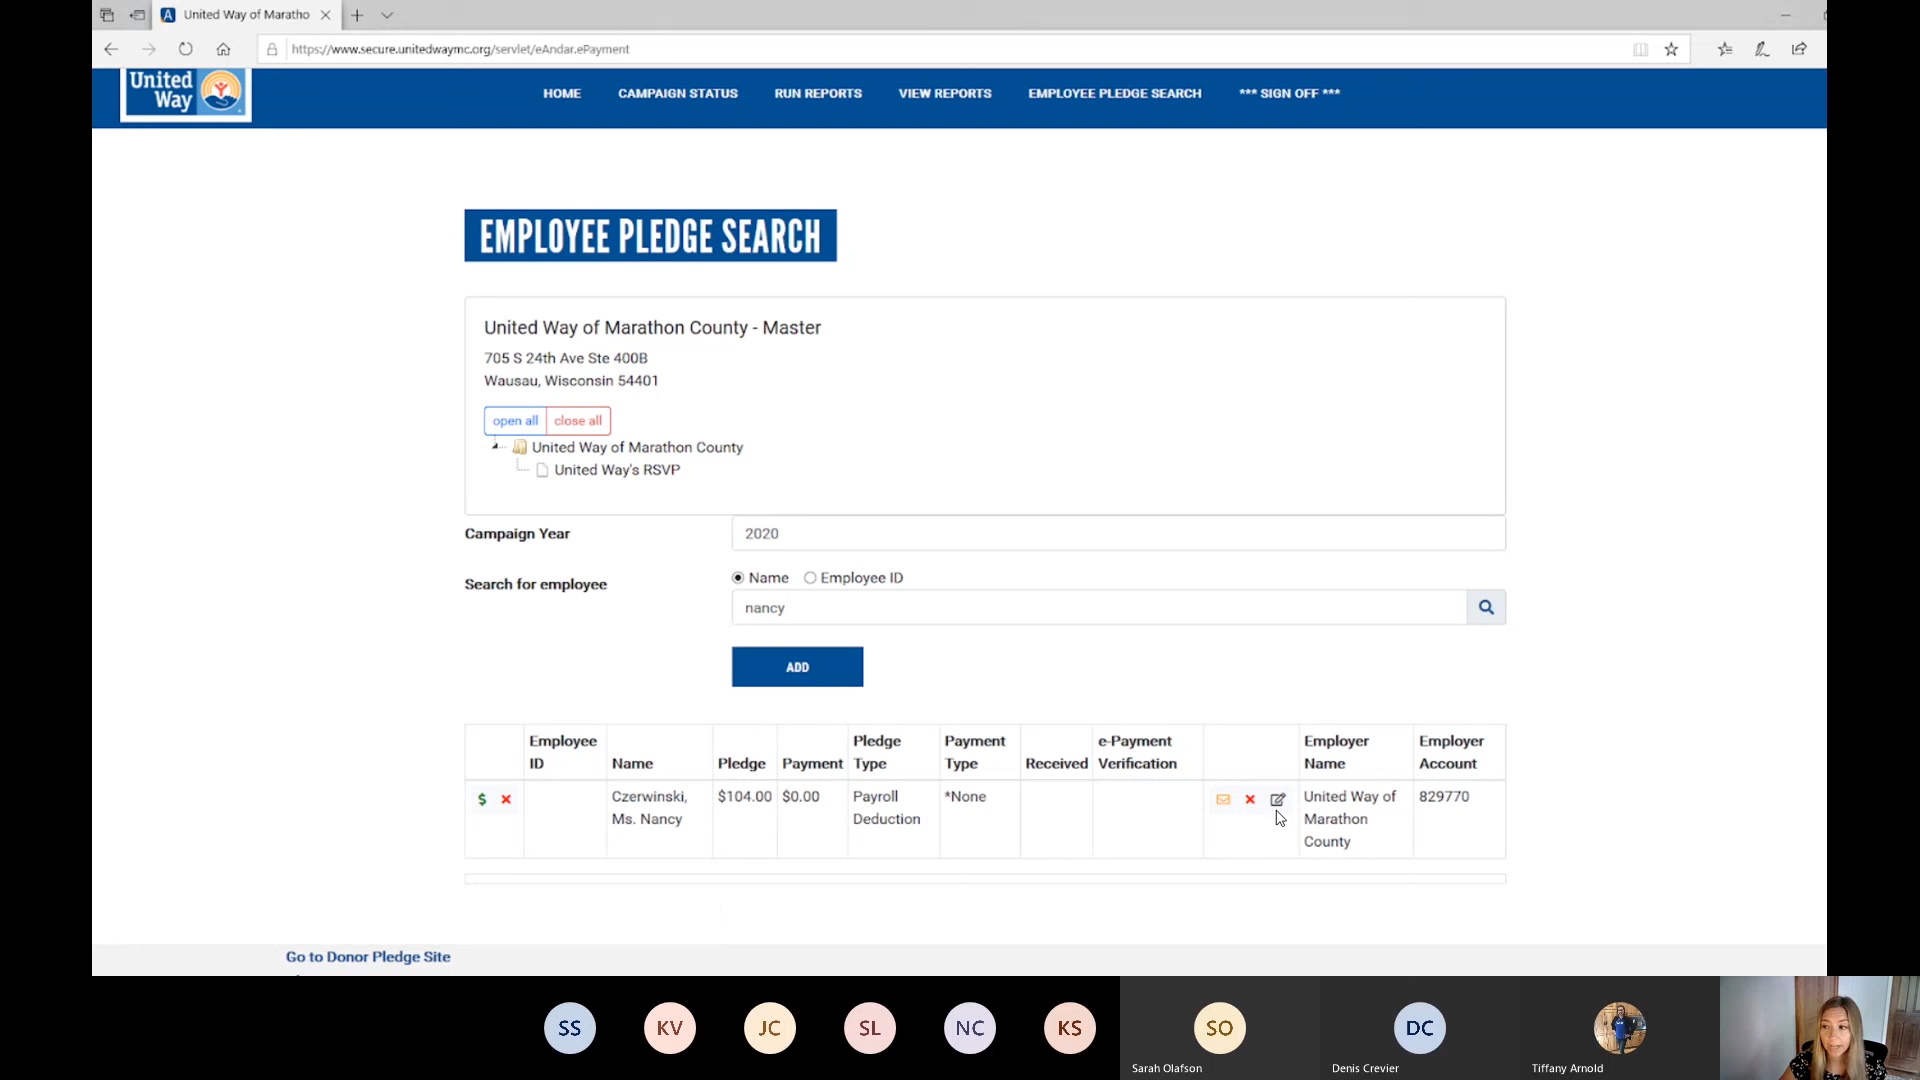 United Way of Maratho
https://www.secure.unitedwaymc.org/servlet/eAndar.ePayment
United
Way
HOME
CAMPAIGN STATUS
RUN REPORTS
VIEW REPORTS
EMPLOYEE PLEDGE SEARCH
*** SIGN OFF ***
EMPLOYEE PLEDGE SEARCH
United Way of Marathon County - Master
705 S 24th Ave Ste 400B
Wausau, Wisconsin 54401
open all
close all
United Way of Marathon County
United Way's RSVP
Campaign Year
2020
Search for employee
Name
Employee ID
nancy
ADD
Employee ID
Name
Pledge
Payment
Pledge Type
Payment Type
Received
e-Payment Verification
Employer Name
Employer Account
$
Czerwinski, Ms. Nancy
$104.00
$0.00
Payroll Deduction
*None
United Way of Marathon County
829770
Go to Donor Pledge Site
SS
KV
JC
SL
NC
KS
SO
DC
Sarah Olafson
Denis Crevier
Tiffany Arnold